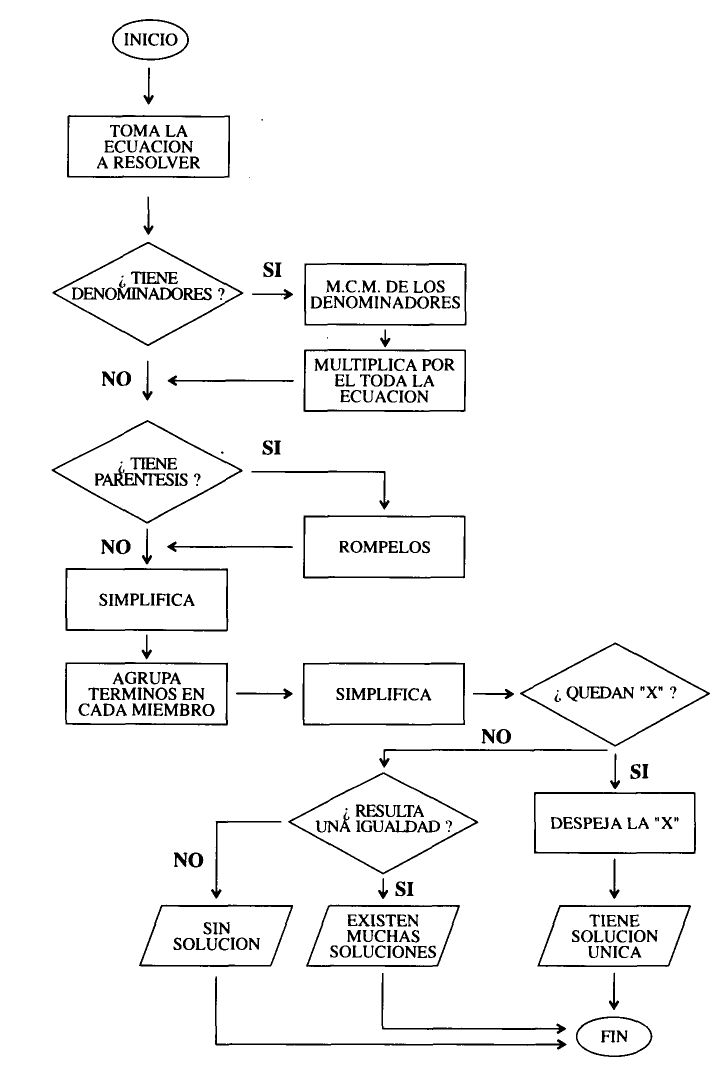 INICIO
TOMA LA
ECUACION
A RESOLVER
¿ TIENE
DENOMINADORES ?
SI
M.C.M. DE LOS
DENOMINADORES
MULTIPLICA POR
EL TODA LA
ECUACION
NO
¿ TIENE
PARENTESIS ?
SI
ROMPELOS
NO
SIMPLIFICA
AGRUPA
TERMINOS EN
CADA MIEMBRO
SIMPLIFICA
¿ QUEDAN "X" ?
NO
SI
¿ RESULTA
UNA IGUALDAD ?
DESPEJA LA "X"
NO
SI
SIN
SOLUCION
EXISTEN
MUCHAS
SOLUCIONES
TIENE
SOLUCION
UNICA
FIN